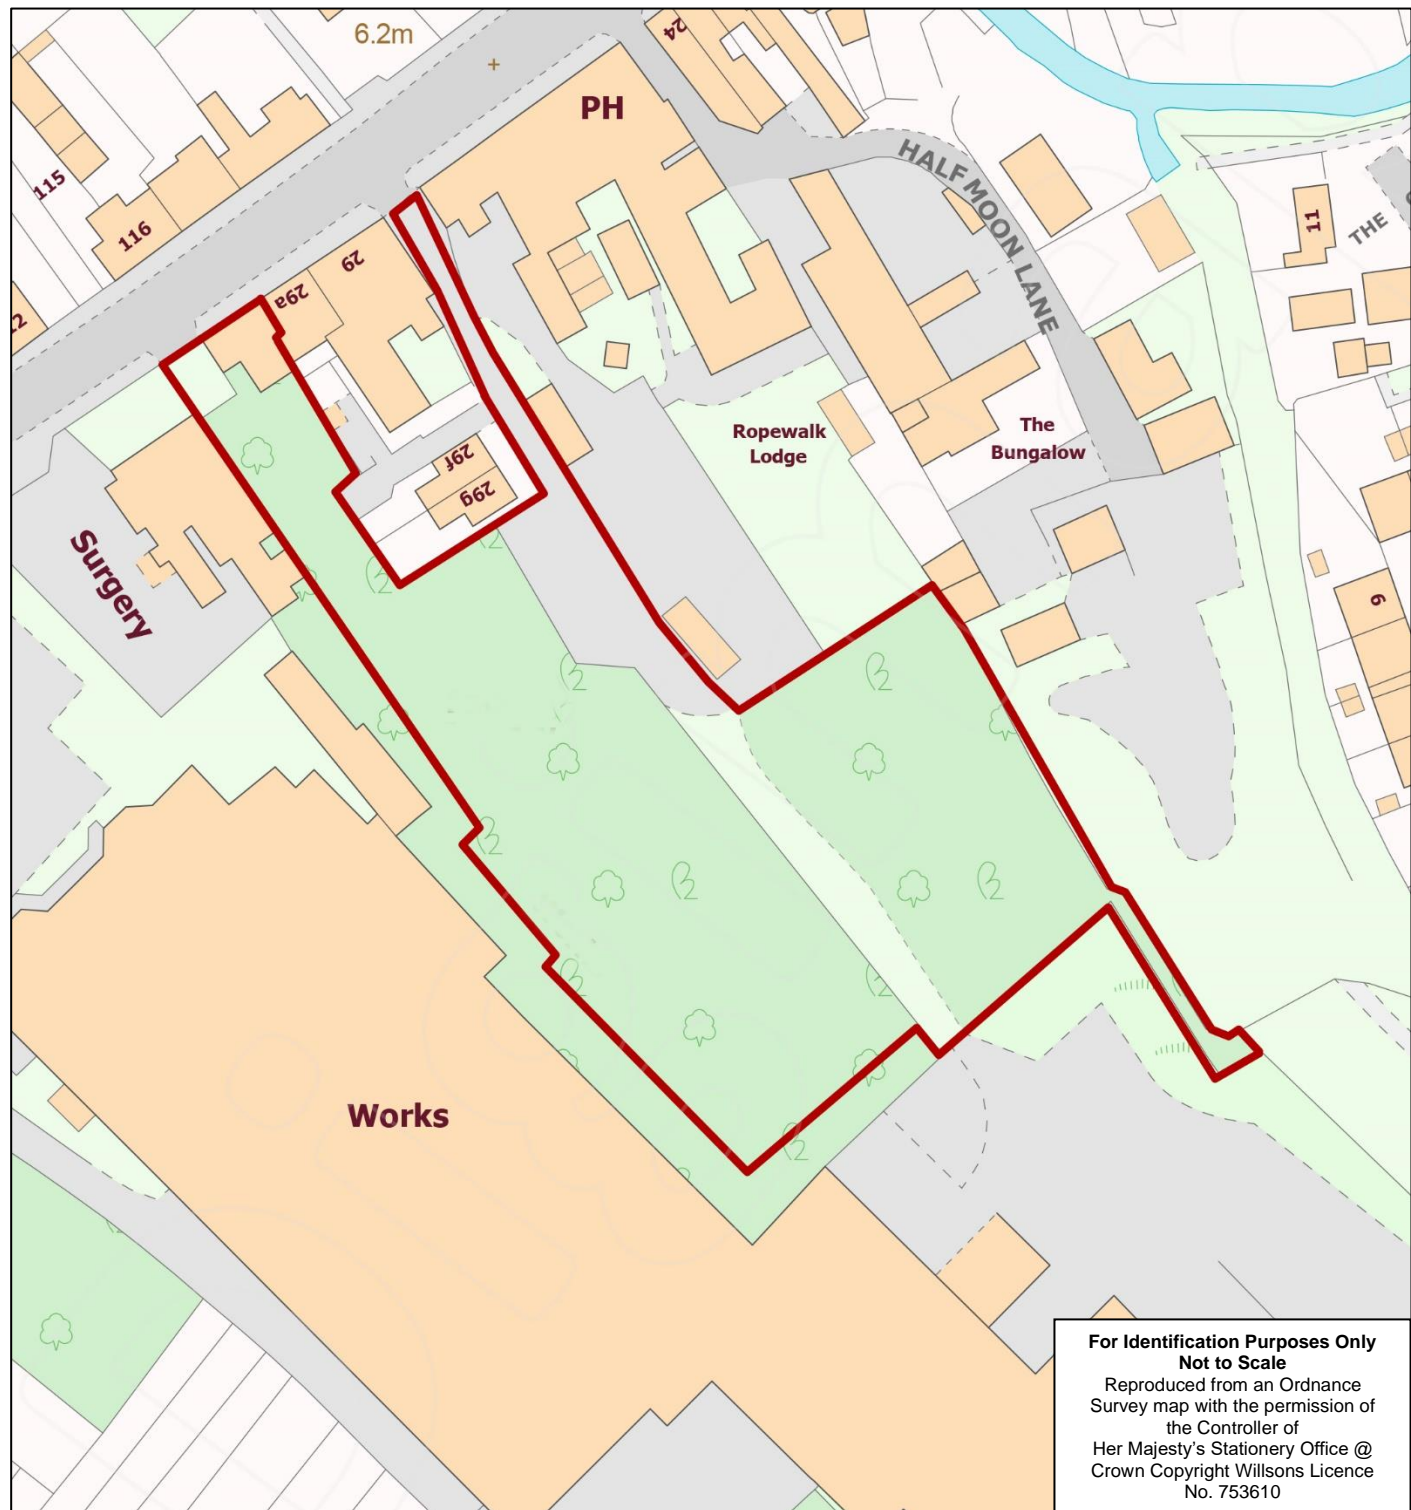 6.2m
24
PH
115
116
HALF MOON LANE
11
THE
29
29a
Ropewalk
Lodge
The
Bungalow
29f
29g
Surgery
9
Works
For Identification Purposes Only
Not to Scale
Reproduced from an Ordnance
Survey map with the permission of
the Controller of
Her Majesty's Stationery Office @
Crown Copyright Willsons Licence
No. 753610